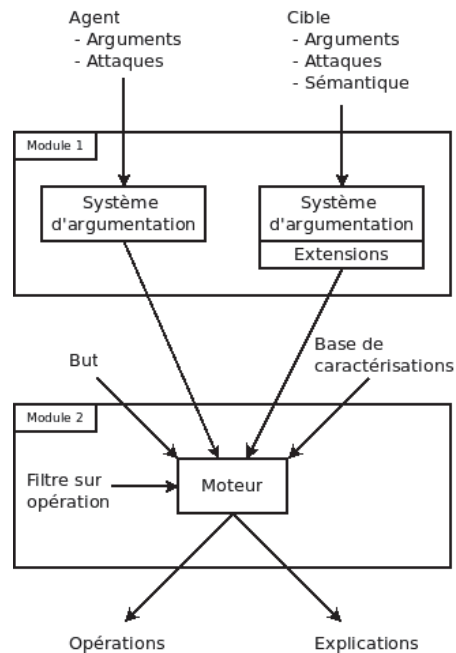 Agent
- Arguments
- Attaques
Cible
- Arguments
- Attaques
- Sémantique
Module 1
Système
d'argumentation
Système
d'argumentation
Extensions
But
Base de
caractérisations
Module 2
Filtre sur
opération
Moteur
Opérations
Explications